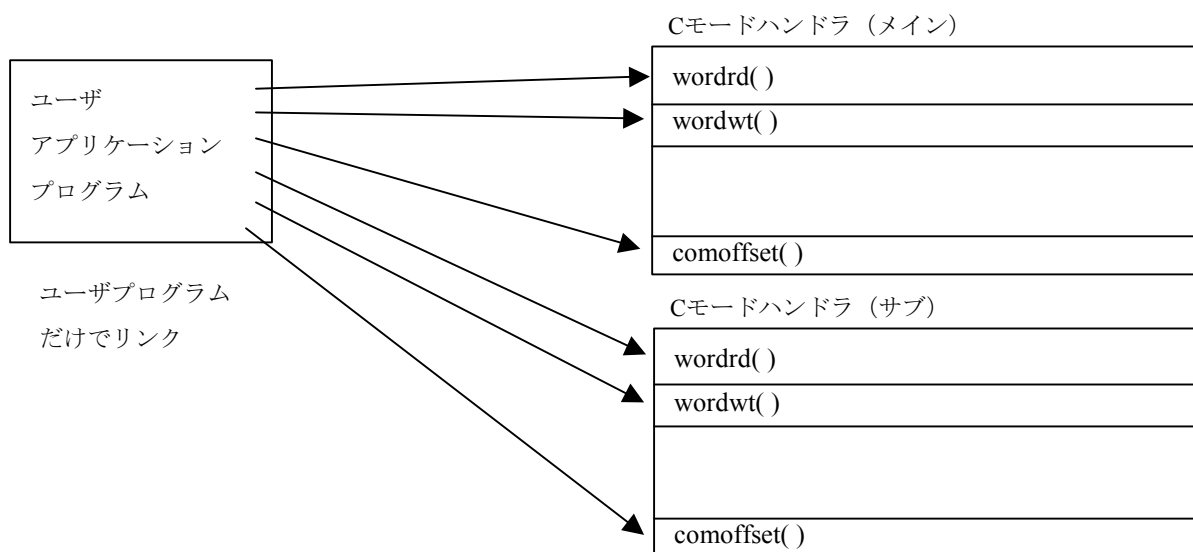 ユーザ
アプリケーション
プログラム
ユーザプログラム
だけでリンク
Cモードハンドラ（メイン）
wordrd( )
wordwt( )
comoffset( )
Cモードハンドラ（サブ）
wordrd( )
wordwt( )
comoffset( )